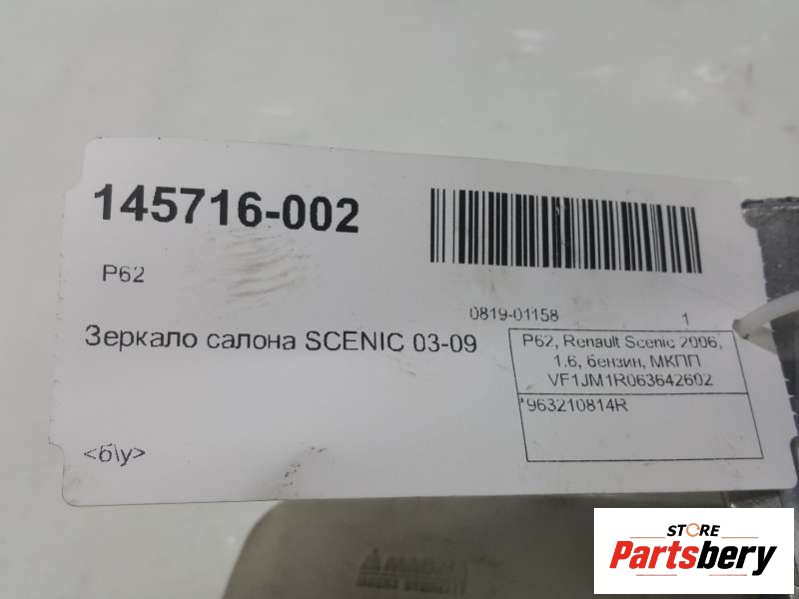 145716-002
P62
0819-01158 1
Зеркало салона SCENIC 03-09
P62, Renault Scenic 2006,
1.6, бензин, МКПП
VF1JM1R063642602
*963210814R
<б\у>
STORE
Partsbery